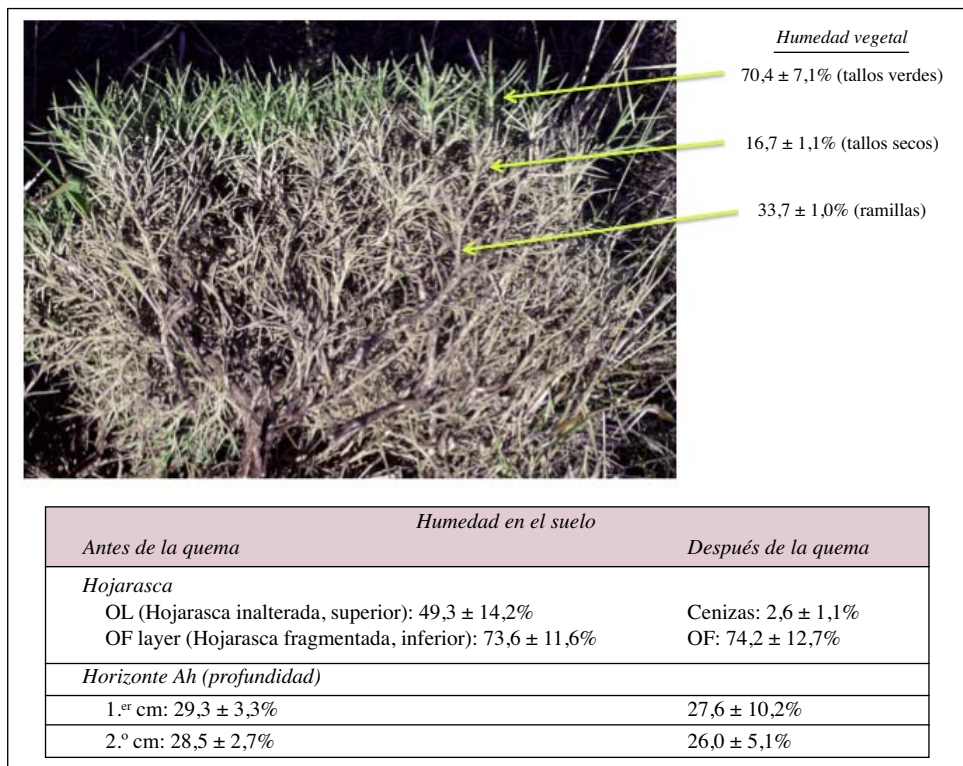 Humedad vegetal
70,4 ± 7,1% (tallos verdes)
16,7 ± 1,1% (tallos secos)
33,7 ± 1,0% (ramillas)
Humedad en el suelo
Antes de la quema Después de la quema
Hojarasca
OL (Hojarasca inalterada, superior): 49,3 ± 14,2% Cenizas: 2,6 ± 1,1%
OF layer (Hojarasca fragmentada, inferior): 73,6 ± 11,6% OF: 74,2 ± 12,7%
Horizonte Ah (profundidad)
1.er cm: 29,3 ± 3,3% 27,6 ± 10,2%
2.º cm: 28,5 ± 2,7% 26,0 ± 5,1%